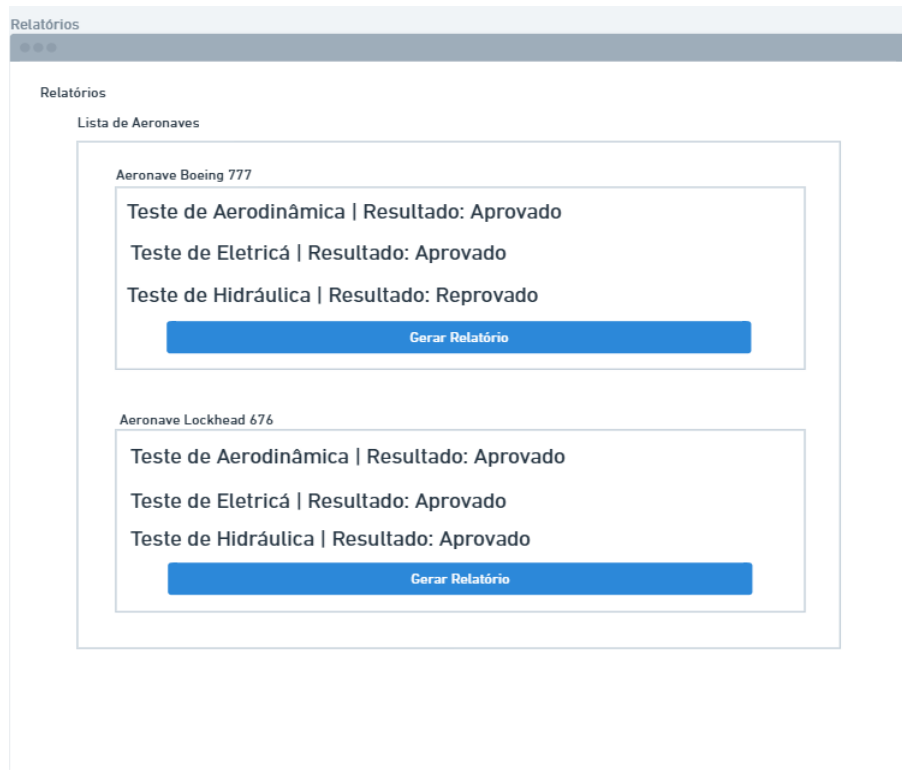 Relatórios
Relatórios
Lista de Aeronaves
Aeronave Boeing 777
Teste de Aerodinâmica | Resultado: Aprovado
Teste de Eletricá | Resultado: Aprovado
Teste de Hidráulica | Resultado: Reprovado
Gerar Relatório
Aeronave Lockhead 676
Teste de Aerodinâmica | Resultado: Aprovado
Teste de Eletricá | Resultado: Aprovado
Teste de Hidráulica | Resultado: Aprovado
Gerar Relatório